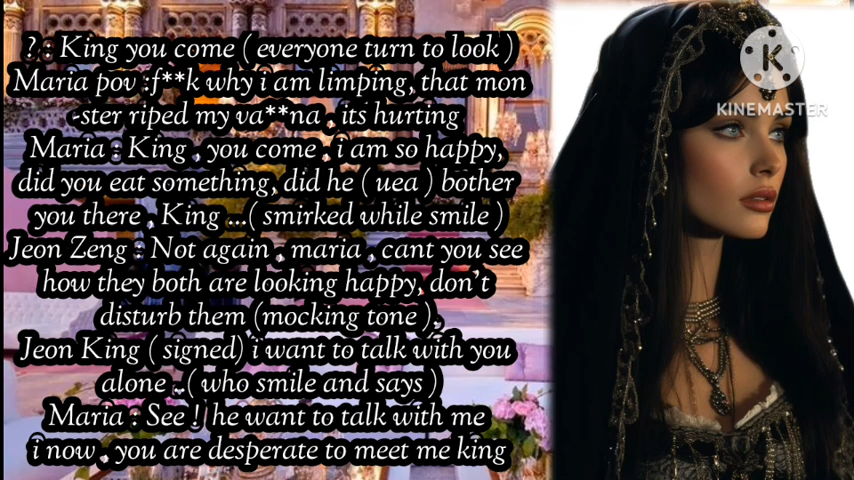 ? : King you come ( everyone turn to look )
Maria pov :f**k why i am limping, that mon
-ster riped my va**na , its hurting
Maria : King , you come , i am so happy,
did you eat something, did he ( uea ) bother
you there , King ...( smirked while smile )
Jeon Zeng : Not again , maria , cant you see
how they both are looking happy, don't
disturb them (mocking tone ),
Jeon King ( signed) i want to talk with you
alone ..( who smile and says )
Maria : See ! he want to talk with me
i now , you are desperate to meet me king
K
KINEMASTER